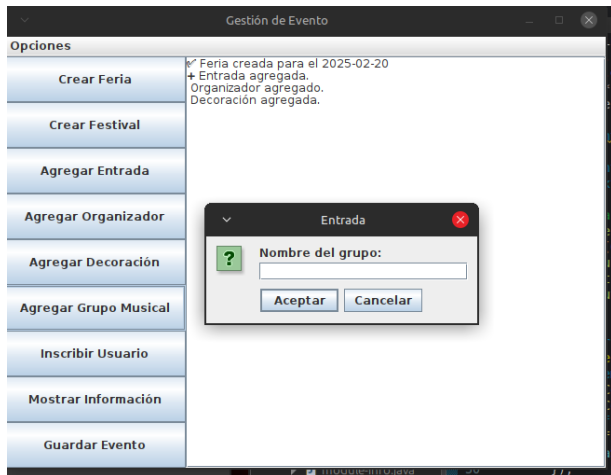 Gestión de Evento
Opciones
Crear Feria
Crear Festival
Agregar Entrada
Agregar Organizador
Agregar Decoración
Agregar Grupo Musical
Inscribir Usuario
Mostrar Información
Guardar Evento
✅ Feria creada para el 2025-02-20
+ Entrada agregada.
Organizador agregado.
Decoración agregada.
Entrada
Nombre del grupo:
Aceptar Cancelar
module-info.java